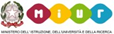 MIUR
MINISTERO DELL'ISTRUZIONE, DELL'UNIVERSITÀ E DELLA RICERCA